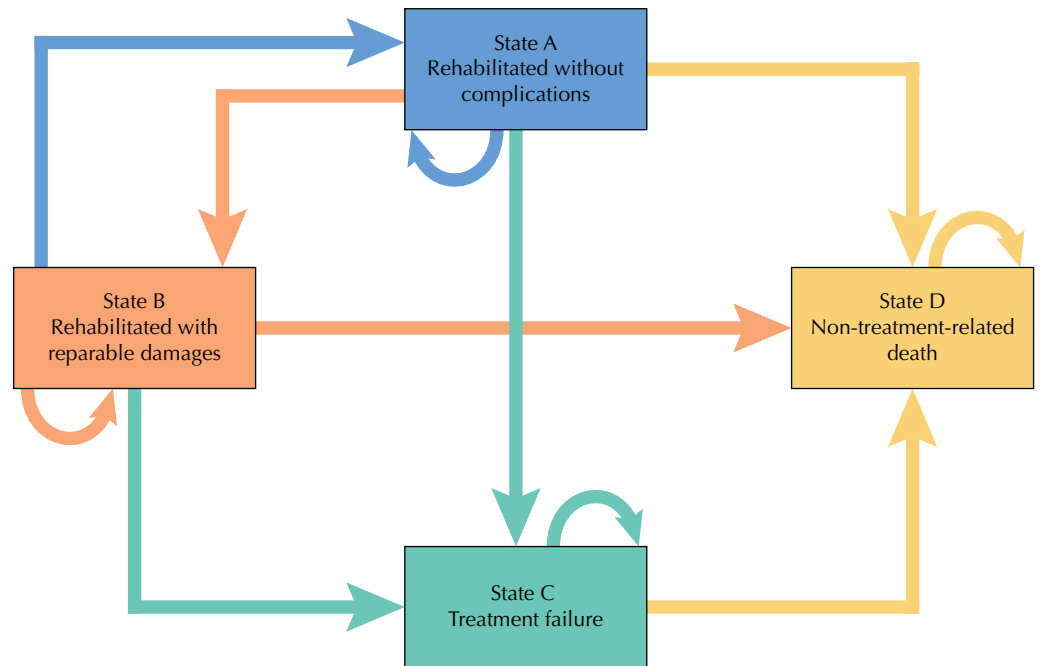 State A
Rehabilitated without
complications
State B
Rehabilitated with
reparable damages
State D
Non-treatment-related
death
State C
Treatment failure